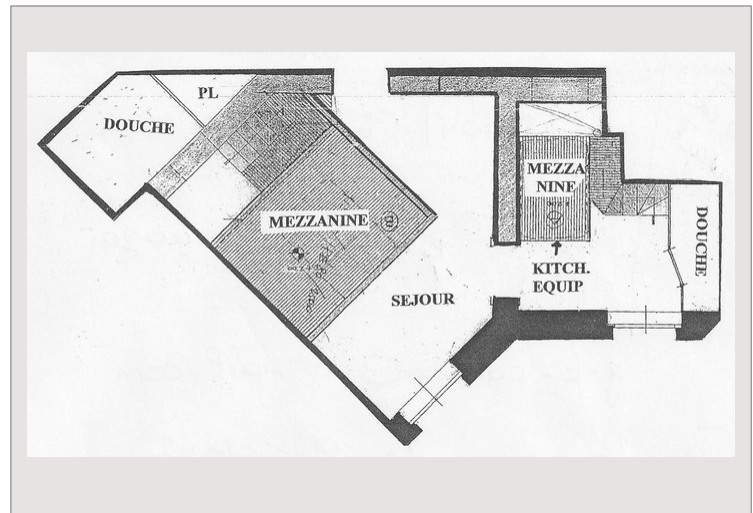 PL
DOUCHE
MEZZANINE
MEZZA
NINE
DOUCHE
KITCH.
EQUIP
SEJOUR